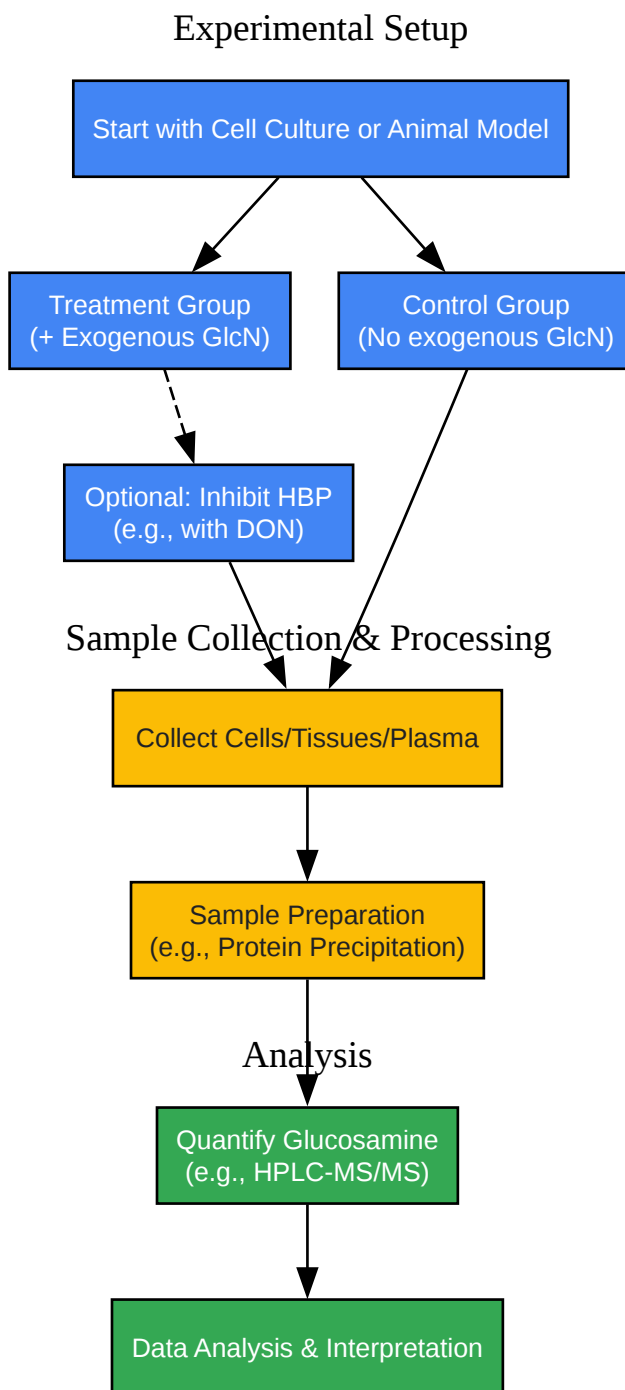 Experimental Setup
Start with Cell Culture or Animal Model
Treatment Group
(+ Exogenous GlcN)
Control Group
(No exogenous GlcN)
Optional: Inhibit HBP
(e.g., with DON)
Sample Collection & Processing
Collect Cells/Tissues/Plasma
Sample Preparation
(e.g., Protein Precipitation)
Analysis
Quantify Glucosamine
(e.g., HPLC-MS/MS)
Data Analysis & Interpretation